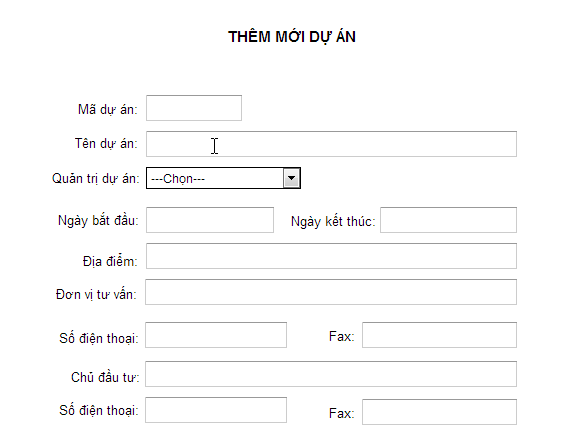 THÊM MỚI DỰ ÁN
Mã dự án:
Tên dự án:
Quản trị dự án: ---Chọn---
Ngày bắt đầu: Ngày kết thúc:
Địa điểm:
Đơn vị tư vấn:
Số điện thoại: Fax:
Chủ đầu tư:
Số điện thoại: Fax: